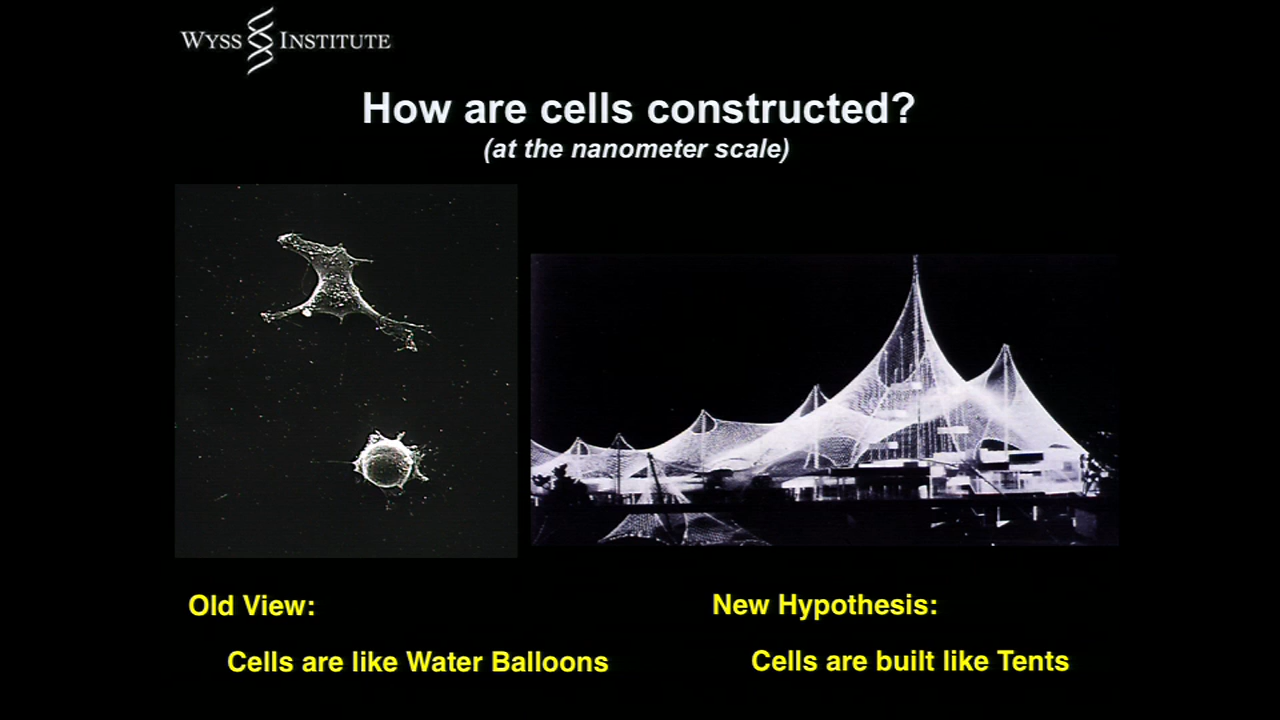 WYSS INSTITUTE
How are cells constructed?
(at the nanometer scale)
Old View:
Cells are like Water Balloons
New Hypothesis:
Cells are built like Tents